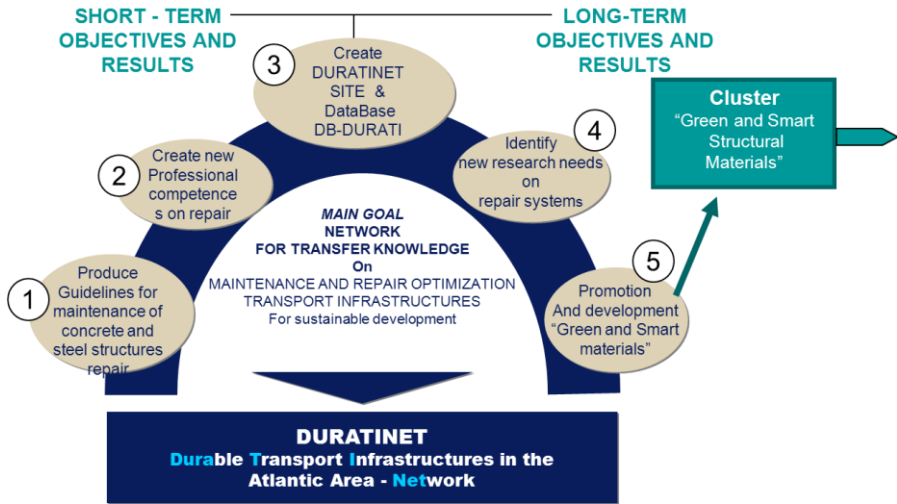 SHORT - TERM
OBJECTIVES AND
RESULTS
LONG-TERM
OBJECTIVES AND
RESULTS
1
Produce
Guidelines for
maintenance of
concrete and
steel structures
repair
2
Create new
Professional
competence
s on repair
3
Create
DURATINET
SITE &
DataBase
DB-DURATI
4
Identify
new research needs
on
repair systems
5
Promotion
And development
“Green and Smart
materials”
Cluster
“Green and Smart
Structural
Materials”
MAIN GOAL
NETWORK
FOR TRANSFER KNOWLEDGE
On
MAINTENANCE AND REPAIR OPTIMIZATION
TRANSPORT INFRASTRUCTURES
For sustainable development
DURATINET
Durable Transport Infrastructures in the
Atlantic Area - Network